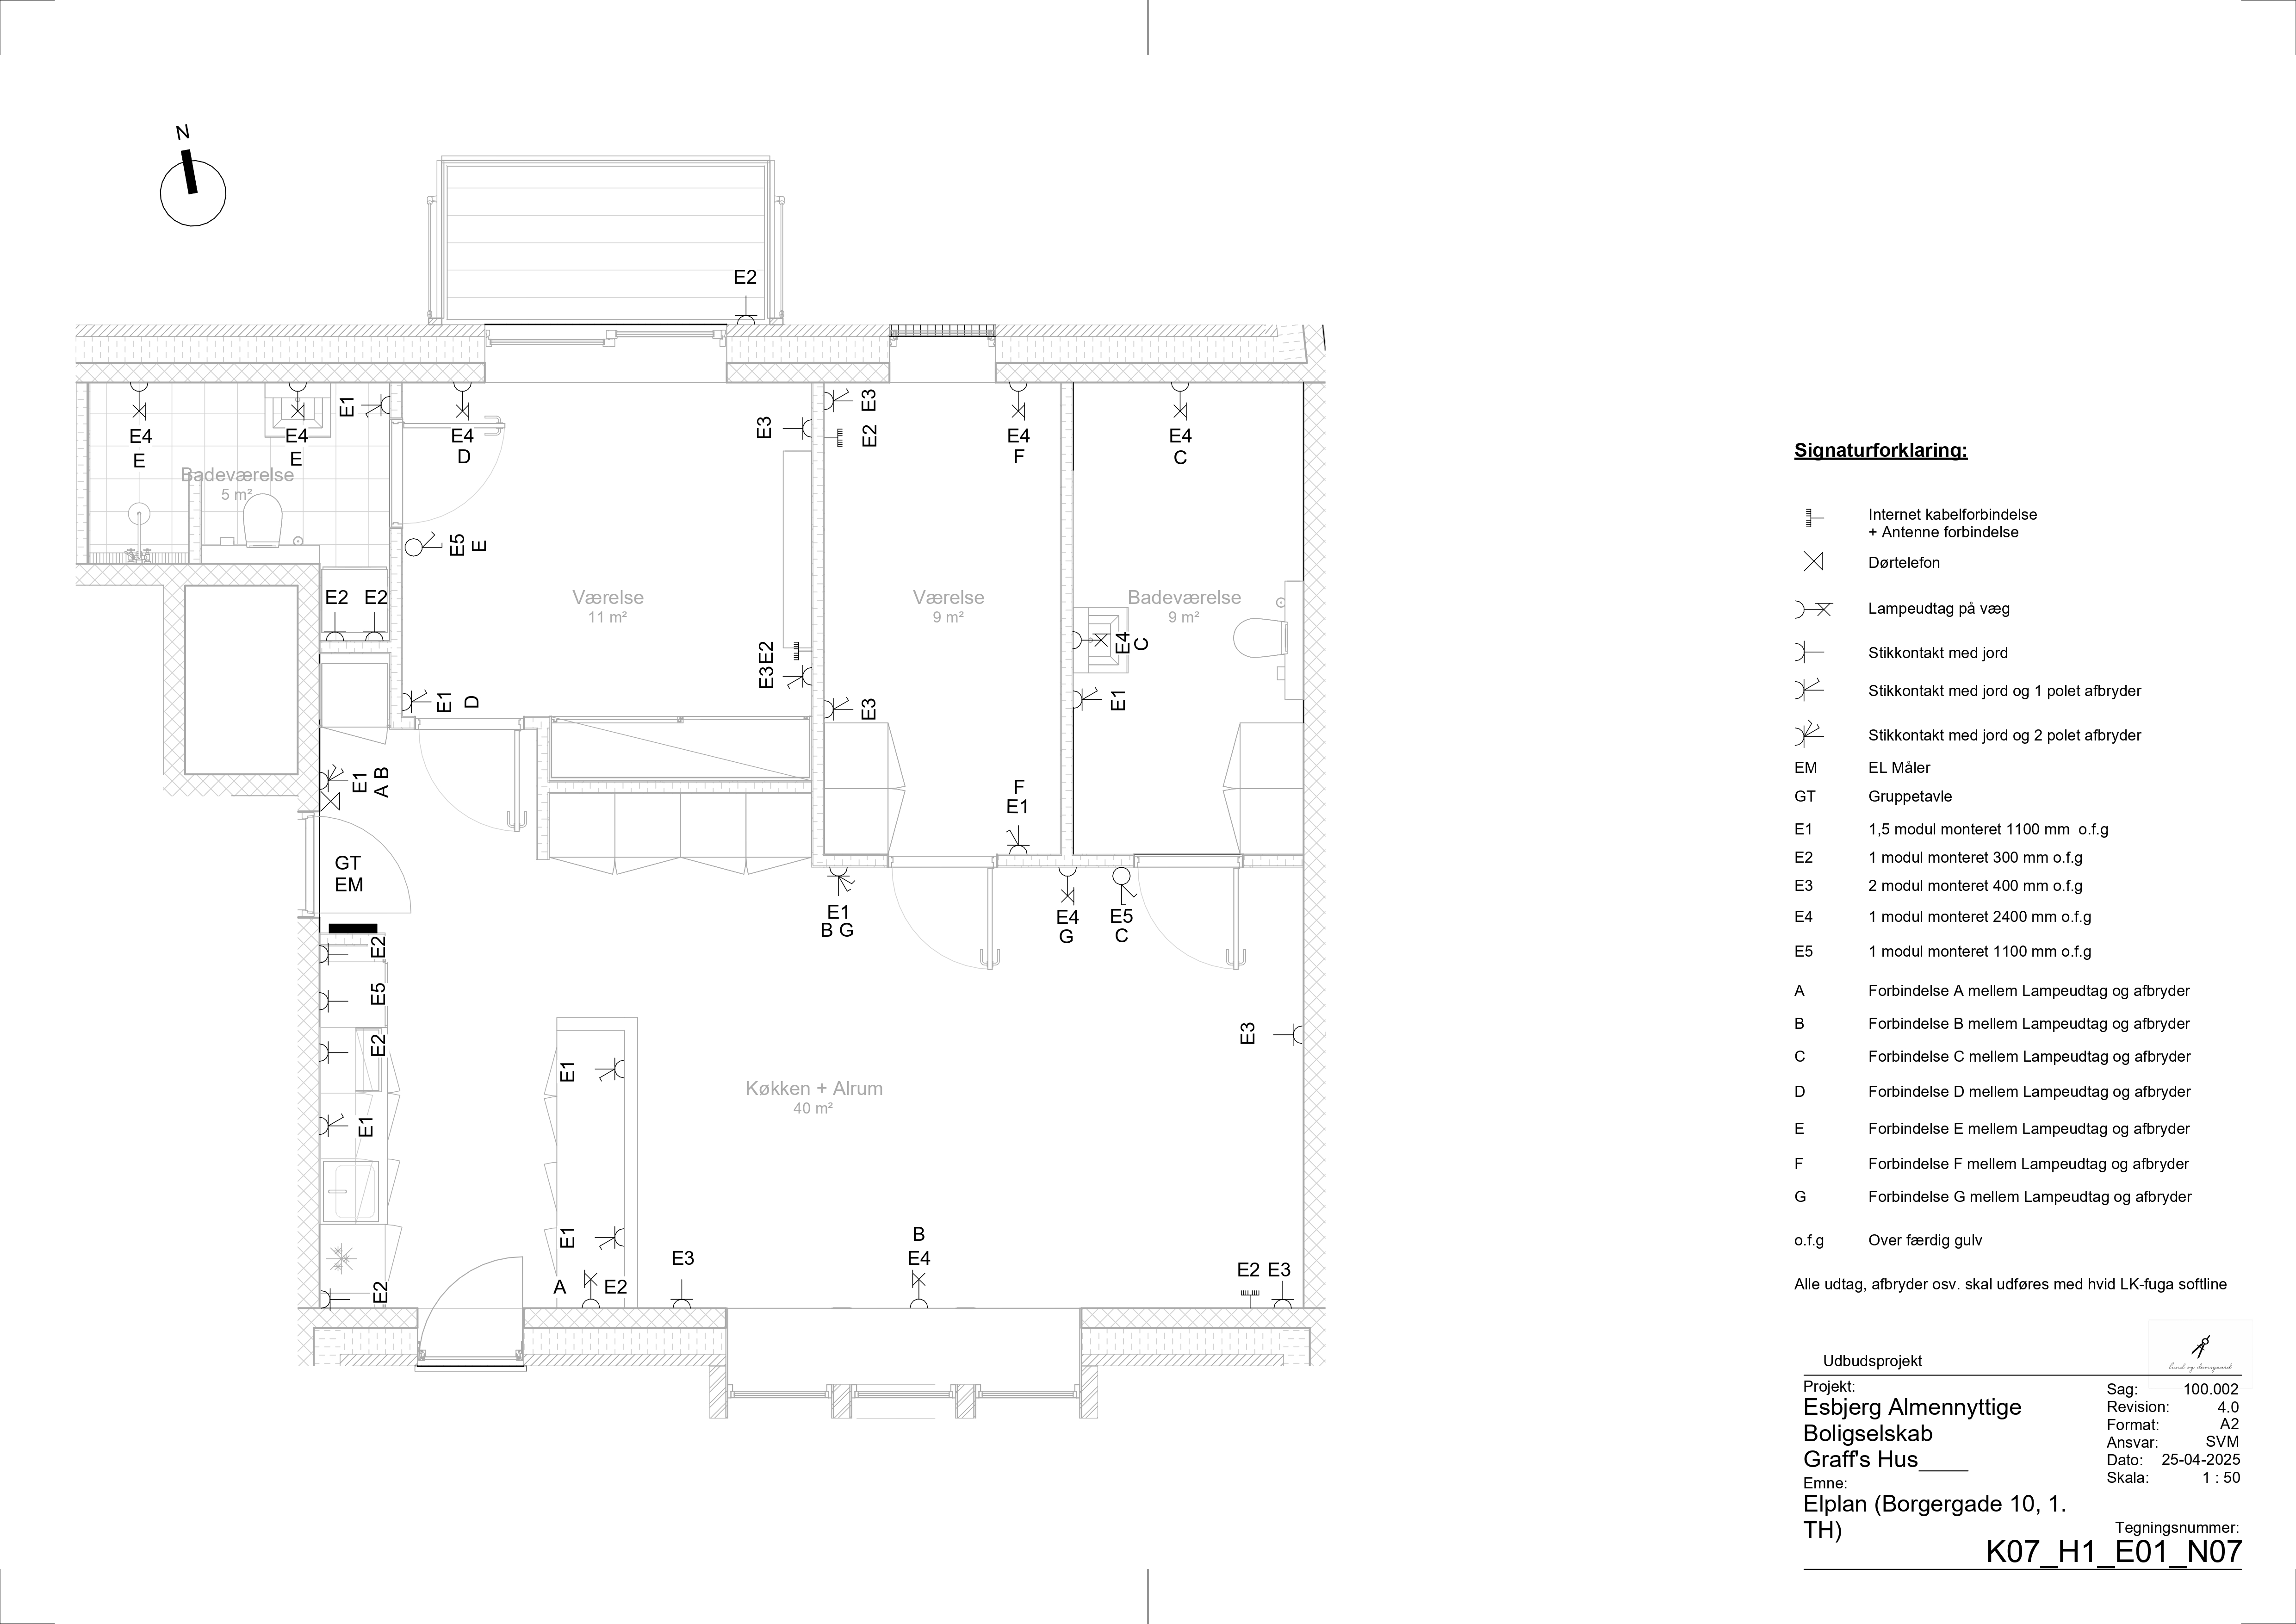 N
E2
E4
E
E4
E
E1
E4
D
E3
E3
E2
E4
F
E4
C
Badeværelse
5 m²
E5
E
E2 E2
Værelse
11 m²
Værelse
9 m²
Badeværelse
9 m²
E4
C
E2
E3
E1
D
E3
E1
E1
A B
F
E1
GT
EM
E1
B G
E4
G
E5
C
E2
E5
E2
E1
E3
E1
Køkken + Alrum
40 m²
E1
A
E2
E3
B
E4
E2 E3
E2
Signaturforklaring:
Internet kabelforbindelse
+ Antenne forbindelse
Dørtelefon
Lampeudtag på væg
Stikkontakt med jord
Stikkontakt med jord og 1 polet afbryder
Stikkontakt med jord og 2 polet afbryder
EM EL Måler
GT Gruppetavle
E1 1,5 modul monteret 1100 mm o.f.g
E2 1 modul monteret 300 mm o.f.g
E3 2 modul monteret 400 mm o.f.g
E4 1 modul monteret 2400 mm o.f.g
E5 1 modul monteret 1100 mm o.f.g
A Forbindelse A mellem Lampeudtag og afbryder
B Forbindelse B mellem Lampeudtag og afbryder
C Forbindelse C mellem Lampeudtag og afbryder
D Forbindelse D mellem Lampeudtag og afbryder
E Forbindelse E mellem Lampeudtag og afbryder
F Forbindelse F mellem Lampeudtag og afbryder
G Forbindelse G mellem Lampeudtag og afbryder
o.f.g Over færdig gulv
Alle udtag, afbryder osv. skal udføres med hvid LK-fuga softline
lund og damsgaard
Udbudsprojekt
Projekt:
Esbjerg Almennyttige
Boligselskab
Graff's Hus____
Emne:
Elplan (Borgergade 10, 1.
TH)
Sag: 100.002
Revision: 4.0
Format: A2
Ansvar: SVM
Dato: 25-04-2025
Skala: 1 : 50
Tegningsnummer:
K07_H1_E01_N07